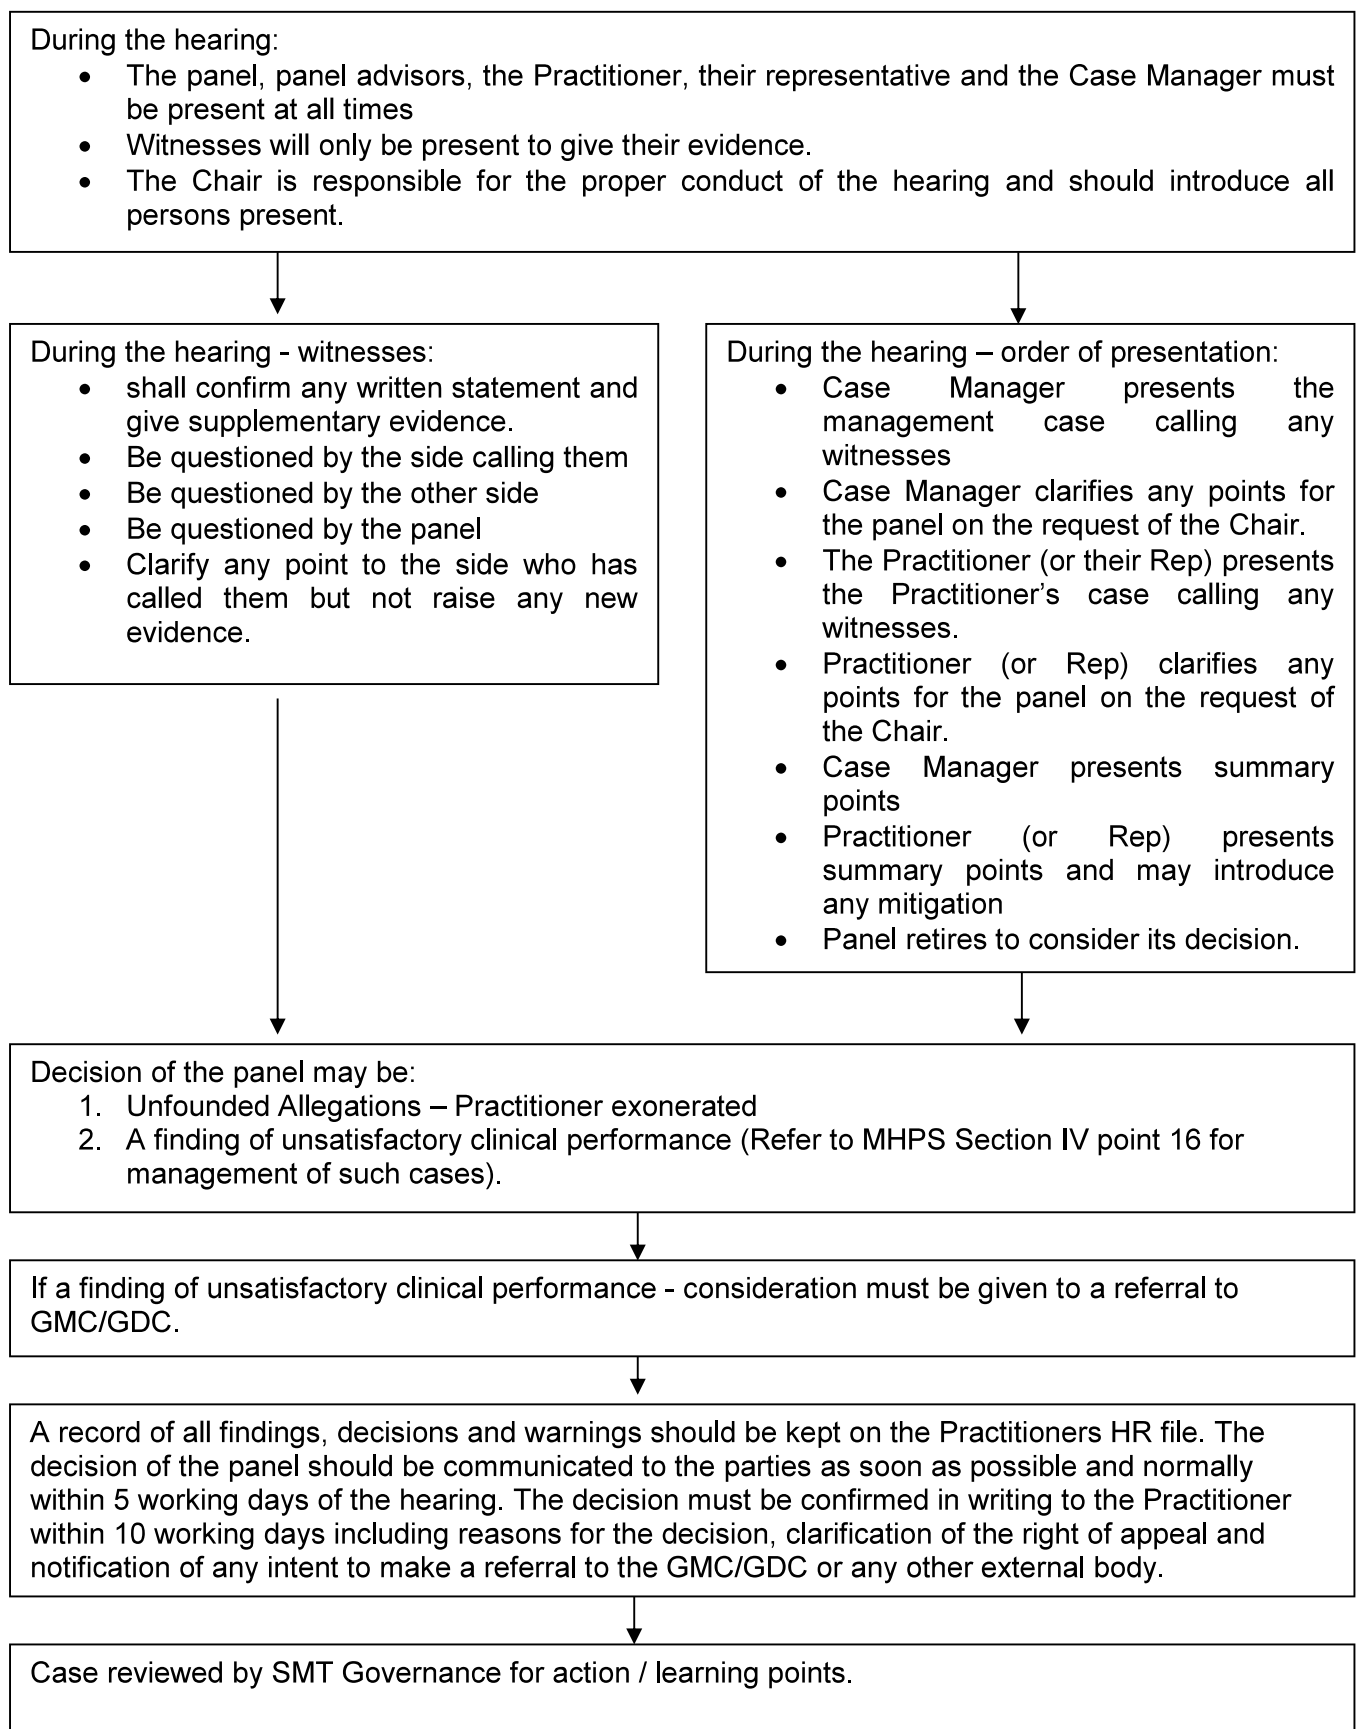 During the hearing:
• The panel, panel advisors, the Practitioner, their representative and the Case Manager must
be present at all times
• Witnesses will only be present to give their evidence.
• The Chair is responsible for the proper conduct of the hearing and should introduce all
persons present.
During the hearing - witnesses:
• shall confirm any written statement and
give supplementary evidence.
• Be questioned by the side calling them
• Be questioned by the other side
• Be questioned by the panel
• Clarify any point to the side who has
called them but not raise any new
evidence.
During the hearing – order of presentation:
• Case Manager presents the
management case calling any
witnesses
• Case Manager clarifies any points for
the panel on the request of the Chair.
• The Practitioner (or their Rep) presents
the Practitioner’s case calling any
witnesses.
• Practitioner (or Rep) clarifies any
points for the panel on the request of
the Chair.
• Case Manager presents summary
points
• Practitioner (or Rep) presents
summary points and may introduce
any mitigation
• Panel retires to consider its decision.
Decision of the panel may be:
1. Unfounded Allegations – Practitioner exonerated
2. A finding of unsatisfactory clinical performance (Refer to MHPS Section IV point 16 for
management of such cases).
If a finding of unsatisfactory clinical performance - consideration must be given to a referral to
GMC/GDC.
A record of all findings, decisions and warnings should be kept on the Practitioners HR file. The
decision of the panel should be communicated to the parties as soon as possible and normally
within 5 working days of the hearing. The decision must be confirmed in writing to the Practitioner
within 10 working days including reasons for the decision, clarification of the right of appeal and
notification of any intent to make a referral to the GMC/GDC or any other external body.
Case reviewed by SMT Governance for action / learning points.